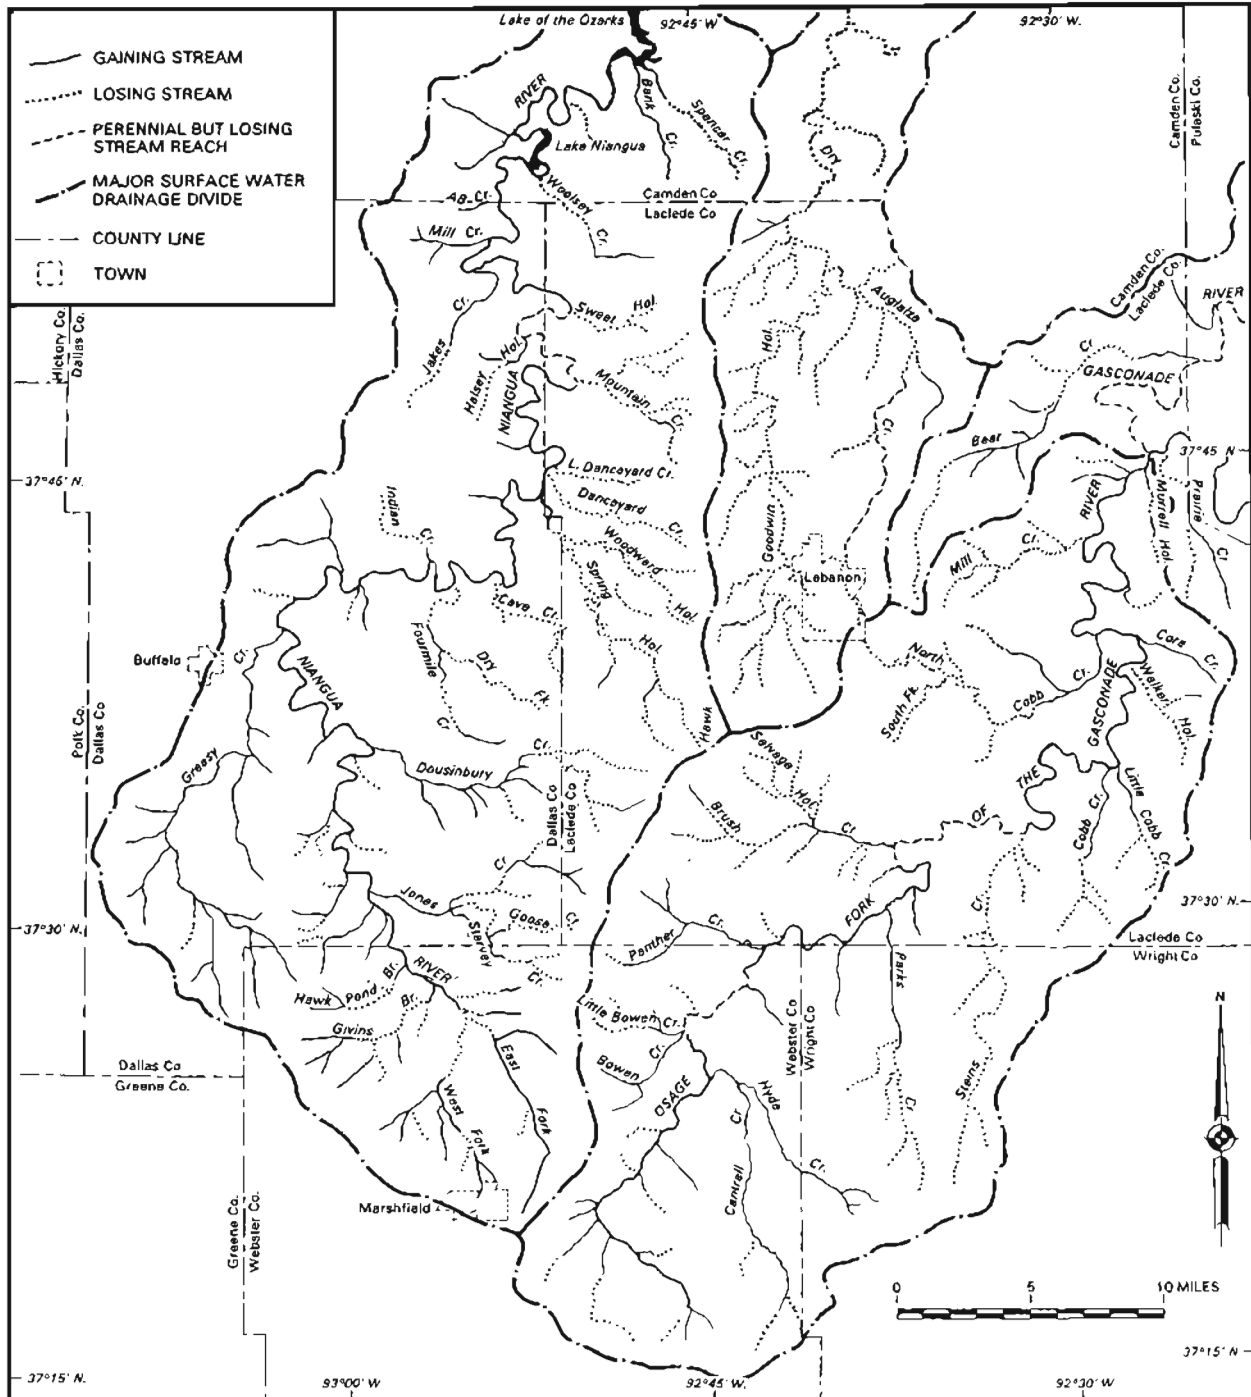 GAINING STREAM
LOSING STREAM
PERENNIAL BUT LOSING
STREAM REACH
MAJOR SURFACE WATER
DRAINAGE DIVIDE
COUNTY LINE
TOWN
Lake of the Ozarks
92°45' W
92°30' W.
RIVER
Bank
Cr.
Spencer
Cr.
Lake Niangua
DRY
Camden Co.
Pulaski Co.
AB Cr.
Woolsey
Cr.
Camden Co
Laclede Co
Mill Cr.
Jakes
Cr.
Sweet Hol.
Hol.
Halsey
NIANGUA
Mountain
Cr.
Hol.
Auglaize
Cr.
Camden Co.
Laclede Co.
RIVER
Cr
GASCONADE
Hickory Co.
Dallas Co.
Bear
37°45' N
37°45' N.
L. Dancyard Cr.
Dancyard
Cr.
Indian
Cr.
Woodward
Hol.
Spring
Hol.
Goodwin
Lebanon
RIVER
Murrell Hol.
Prairie
Cr
Mill
Cr.
Cave Cr.
Buffalo
Cr.
NIANGUA
Fourmile
Cr
Dry
Fk.
Hawk
North
South Fk.
Cobb
Cr.
GASCONADE
Core
Cr.
Walker
Hol.
Polk Co.
Dallas Co.
Greasy
Dousinbury
Cr.
Dallas Co
Laclede Co
Selvage
Hol.
Brush
Cr
OF
THE
Cobb Cr.
Little
Cobb
Cr.
Jones
Cr
Goose
Cr
Starvey
Cr.
Panther
Cr.
FORK
Cr.
37°30' N.
37°30' N.
Laclede Co
Wright Co
RIVER
Hawk Pond Br.
Givins
Br.
Little Bowen Cr.
Bowen
Cr.
Webster Co
Wright Co
Parks
Cr
Steins
Dallas Co
Greene Co.
East
Fork
West
Fork
OSAGE
Hyde
Cr.
Cr
Cantrell
Marshfield
Greene Co.
Webster Co.
N
0 5 10 MILES
37°15' N.
37°15' N.
93°00' W
92°45' W.
92°30' W